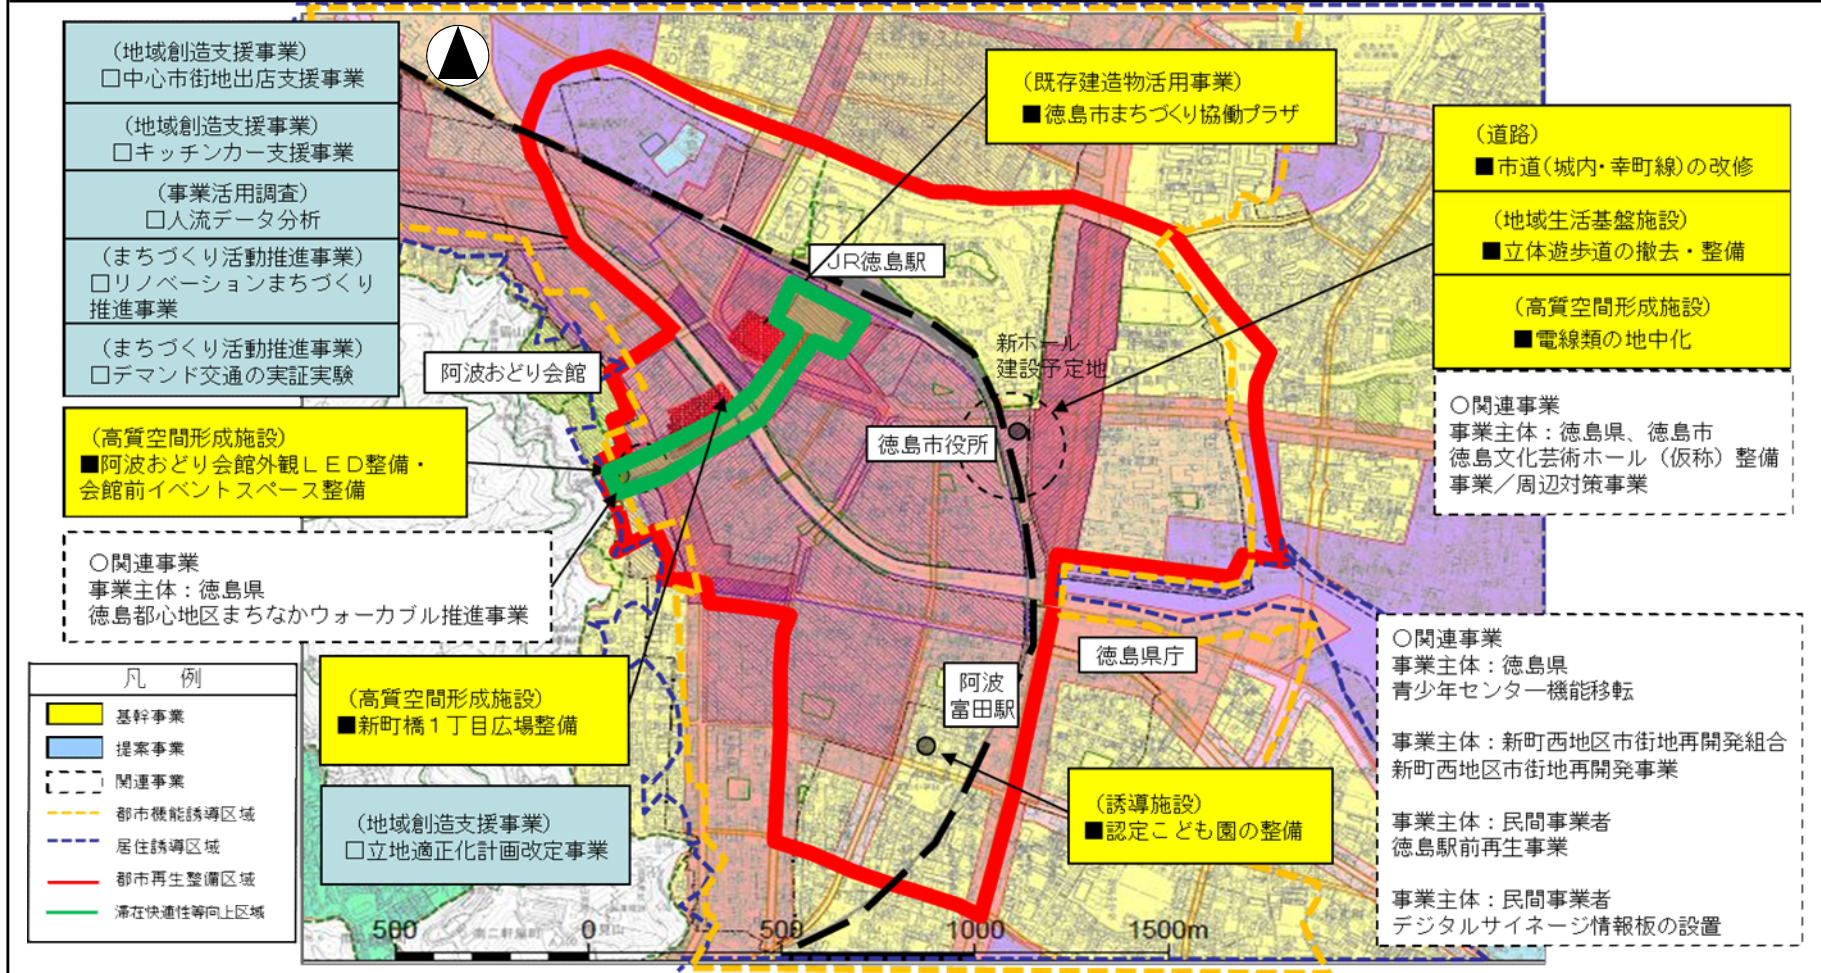 (地域創造支援事業)
□中心市街地出店支援事業
(地域創造支援事業)
□キッチンカー支援事業
(事業活用調査)
□人流データ分析
(まちづくり活動推進事業)
□リノベーションまちづくり
推進事業
(まちづくり活動推進事業)
□デマンド交通の実証実験
(高質空間形成施設)
■阿波おどり会館外観LED整備・
会館前イベントスペース整備
○関連事業
事業主体：徳島県
徳島都心地区まちなかウォーカブル推進事業
(高質空間形成施設)
■新町橋1丁目広場整備
(地域創造支援事業)
□立地適正化計画改定事業
凡 例
基幹事業
提案事業
関連事業
都市機能誘導区域
居住誘導区域
都市再生整備区域
滞在快適性等向上区域
(既存建造物活用事業)
■徳島市まちづくり協働プラザ
JR徳島駅
阿波おどり会館
新ホール
建設予定地
徳島市役所
徳島県庁
阿波
富田駅
(道路)
■市道(城内・幸町線)の改修
(地域生活基盤施設)
■立体遊歩道の撤去・整備
(高質空間形成施設)
■電線類の地中化
○関連事業
事業主体：徳島県、徳島市
徳島文化芸術ホール（仮称）整備
事業／周辺対策事業
(誘導施設)
■認定こども園の整備
○関連事業
事業主体：徳島県
青少年センター機能移転
事業主体：新町西地区市街地再開発組合
新町西地区市街地再開発事業
事業主体：民間事業者
徳島駅前再生事業
事業主体：民間事業者
デジタルサイネージ情報板の設置
500 0 500 1000 1500m